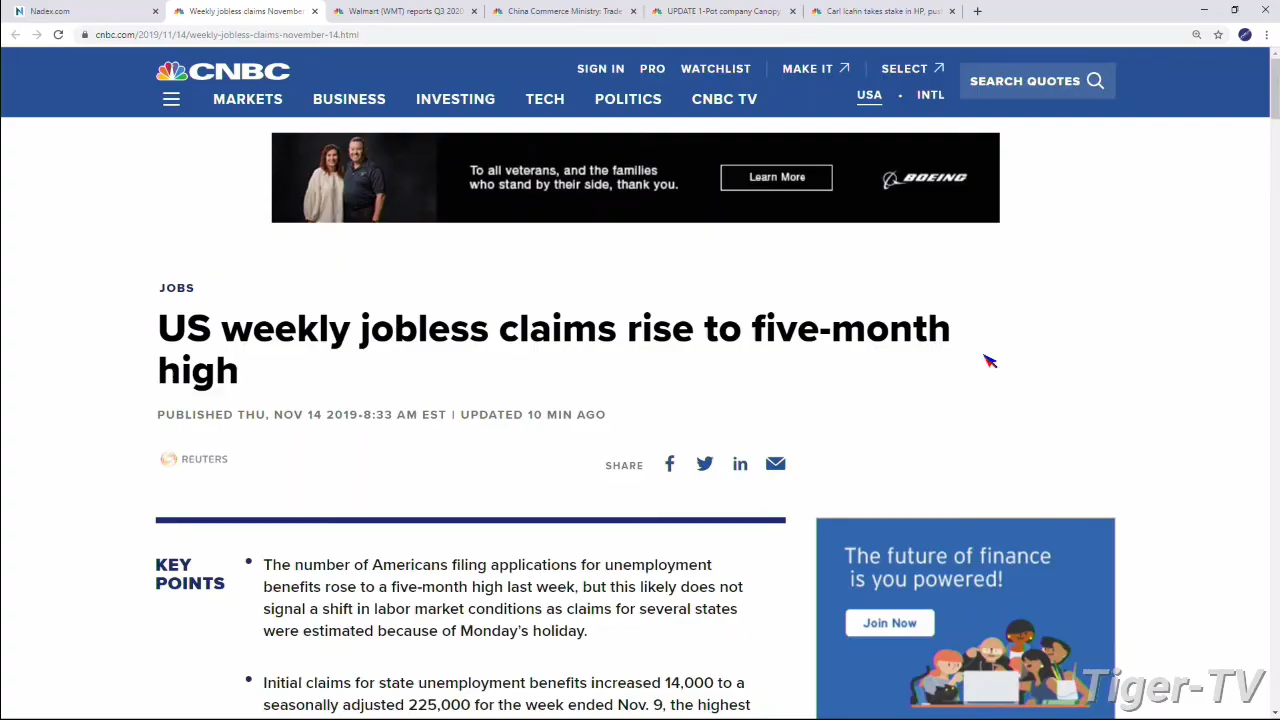 Nadex.com
Weekly jobless claims November
Walmart (WMT) reports Q3 2020
China Commerce Ministry: Trade
UPDATE 1-Pot company Canopy
Carl Icahn takes stake in HP, pus
cnbc.com/2019/11/14/weekly-jobless-claims-november-14.html
CNBC
SIGN IN PRO WATCHLIST MAKE IT SELECT
SEARCH QUOTES
MARKETS BUSINESS INVESTING TECH POLITICS CNBC TV
USA • INTL
To all veterans, and the families
who stand by their side, thank you.
Learn More
BOEING
JOBS
US weekly jobless claims rise to five-month
high
PUBLISHED THU, NOV 14 2019•8:33 AM EST | UPDATED 10 MIN AGO
REUTERS
SHARE
KEY
POINTS
• The number of Americans filing applications for unemployment
benefits rose to a five-month high last week, but this likely does not
signal a shift in labor market conditions as claims for several states
were estimated because of Monday's holiday.
• Initial claims for state unemployment benefits increased 14,000 to a
seasonally adjusted 225,000 for the week ended Nov. 9, the highest
The future of finance
is you powered!
Join Now
Tiger-TV